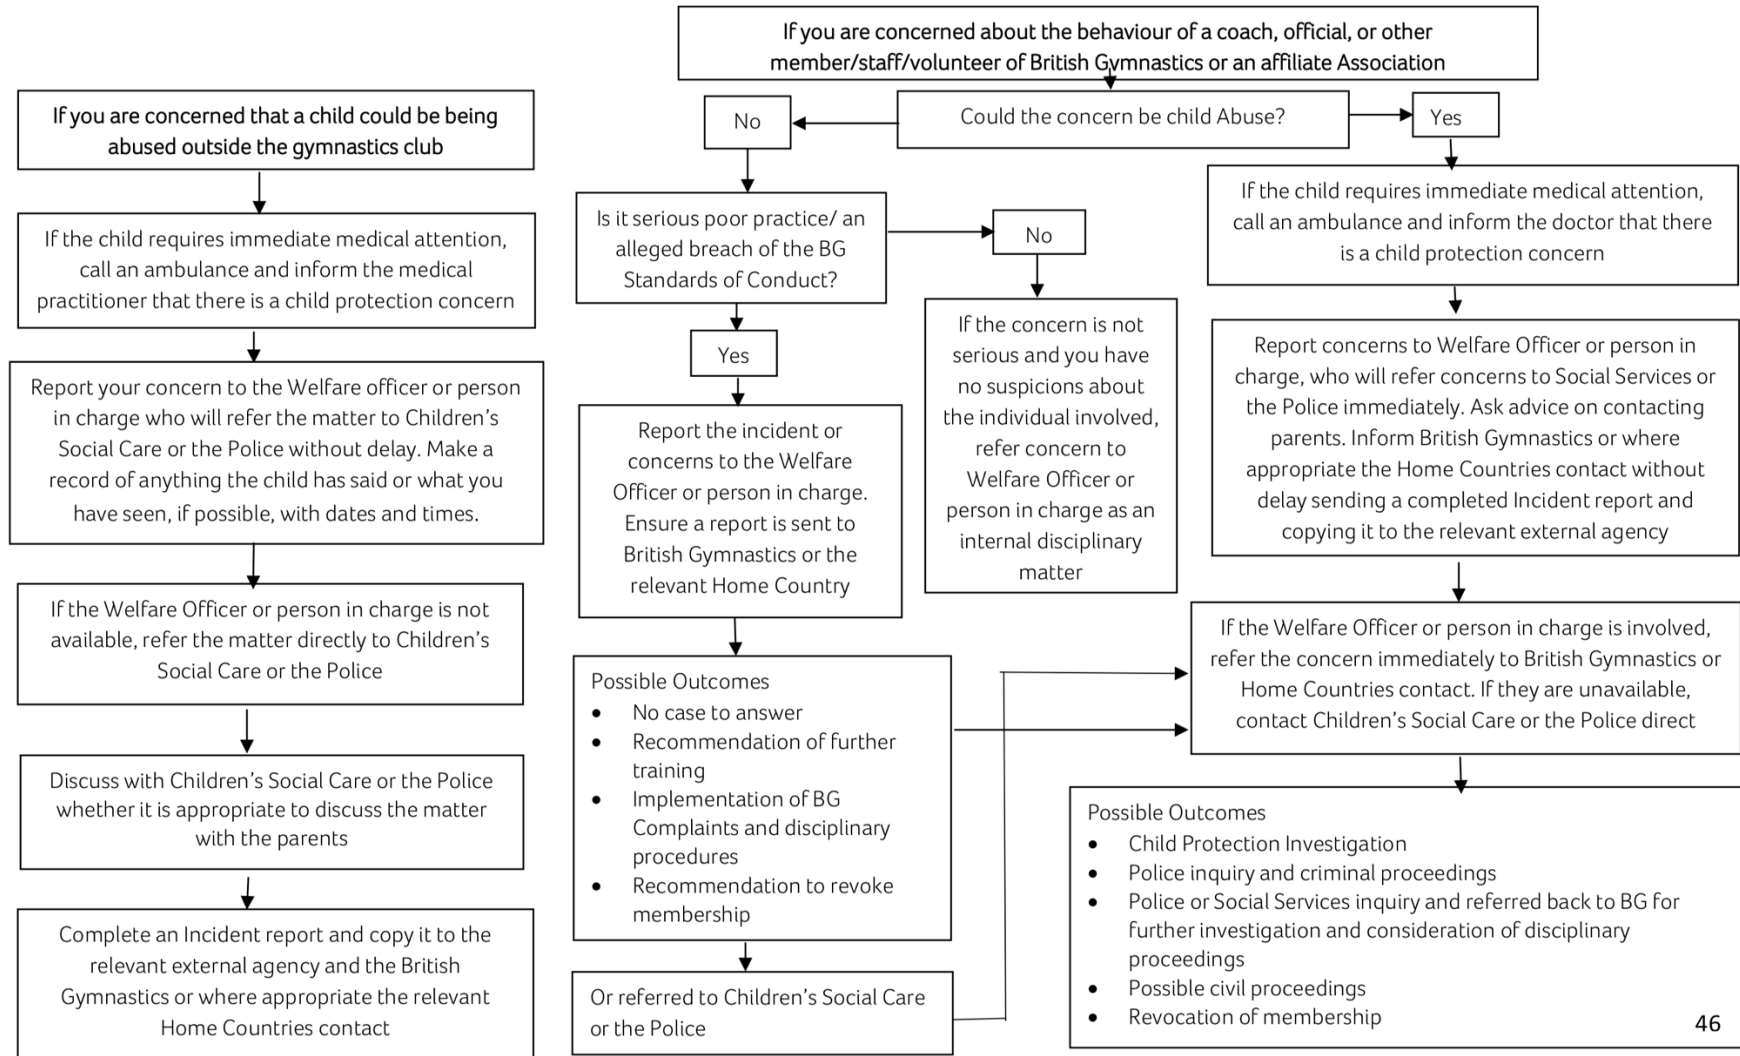 If you are concerned that a child could be being
abused outside the gymnastics club
If the child requires immediate medical attention,
call an ambulance and inform the medical
practitioner that there is a child protection concern
Report your concern to the Welfare officer or person
in charge who will refer the matter to Children’s
Social Care or the Police without delay. Make a
record of anything the child has said or what you
have seen, if possible, with dates and times.
If the Welfare Officer or person in charge is not
available, refer the matter directly to Children’s
Social Care or the Police
Discuss with Children’s Social Care or the Police
whether it is appropriate to discuss the matter
with the parents
Complete an Incident report and copy it to the
relevant external agency and the British
Gymnastics or where appropriate the relevant
Home Countries contact
If you are concerned about the behaviour of a coach, official, or other
member/staff/volunteer of British Gymnastics or an affiliate Association
Could the concern be child Abuse?
No
Yes
Is it serious poor practice/ an
alleged breach of the BG
Standards of Conduct?
No
Yes
If the concern is not
serious and you have
no suspicions about
the individual involved,
refer concern to
Welfare Officer or
person in charge as an
internal disciplinary
matter
Report the incident or
concerns to the Welfare
Officer or person in charge.
Ensure a report is sent to
British Gymnastics or the
relevant Home Country
Possible Outcomes
• No case to answer
• Recommendation of further
training
• Implementation of BG
Complaints and disciplinary
procedures
• Recommendation to revoke
membership
Or referred to Children’s Social Care
or the Police
If the child requires immediate medical attention,
call an ambulance and inform the doctor that there
is a child protection concern
Report concerns to Welfare Officer or person in
charge, who will refer concerns to Social Services or
the Police immediately. Ask advice on contacting
parents. Inform British Gymnastics or where
appropriate the Home Countries contact without
delay sending a completed Incident report and
copying it to the relevant external agency
If the Welfare Officer or person in charge is involved,
refer the concern immediately to British Gymnastics or
Home Countries contact. If they are unavailable,
contact Children’s Social Care or the Police direct
Possible Outcomes
• Child Protection Investigation
• Police inquiry and criminal proceedings
• Police or Social Services inquiry and referred back to BG for
further investigation and consideration of disciplinary
proceedings
• Possible civil proceedings
• Revocation of membership
46